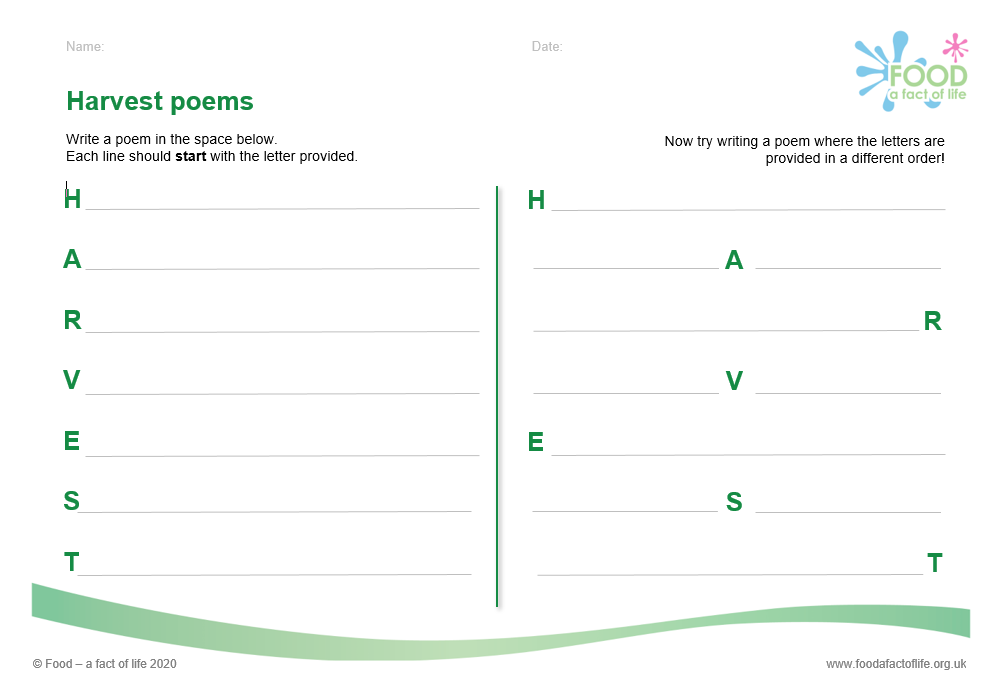 Name:
Date:
FOOD
a fact of life
Harvest poems
Write a poem in the space below.
Each line should start with the letter provided.
H
A
R
V
E
S
T
Now try writing a poem where the letters are
provided in a different order!
H
A
R
V
E
S
T
© Food – a fact of life 2020
www.foodafactoflife.org.uk